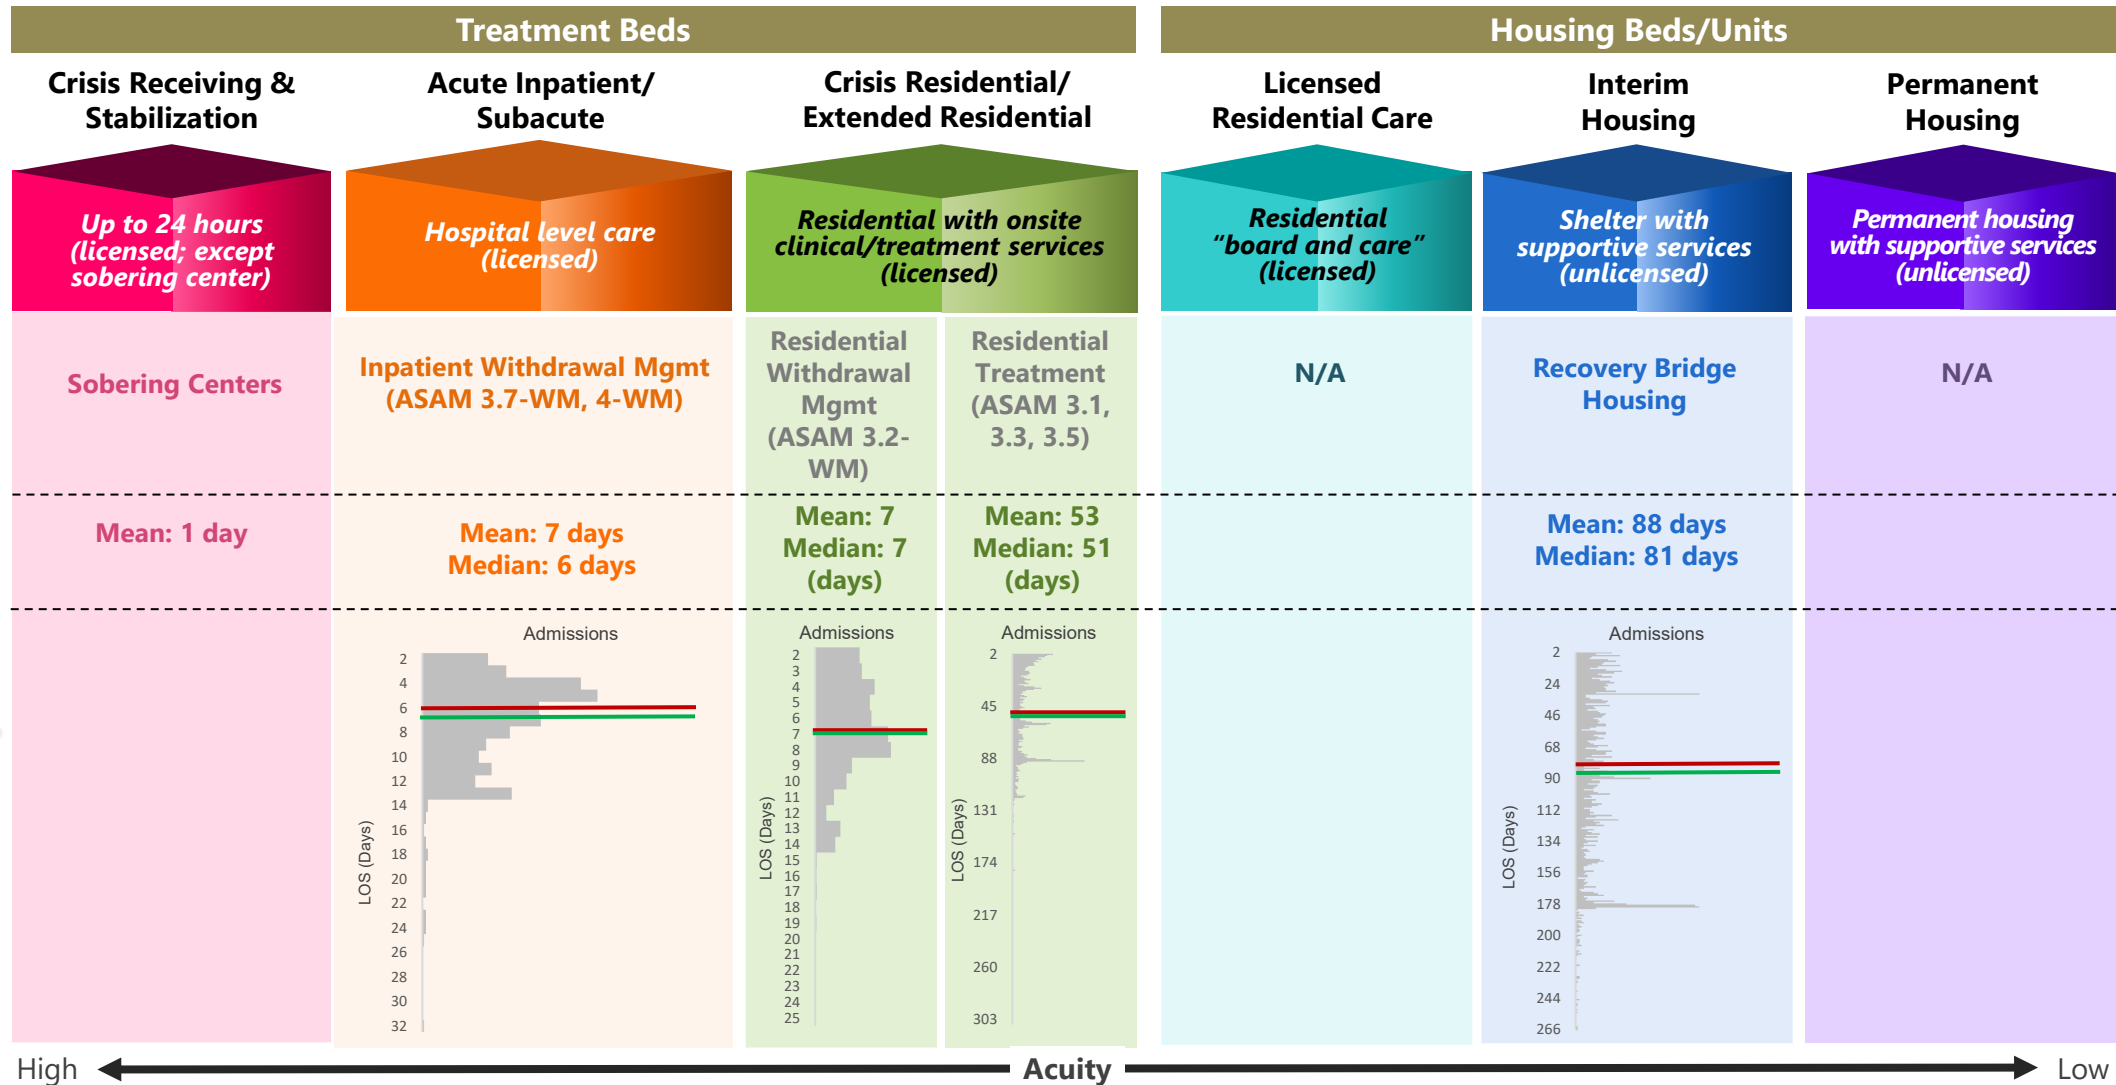 Treatment Beds
Housing Beds/Units
Crisis Receiving &
Stabilization
Acute Inpatient/
Subacute
Crisis Residential/
Extended Residential
Licensed
Residential Care
Interim
Housing
Permanent
Housing
Up to 24 hours
(licensed; except
sobering center)
Hospital level care
(licensed)
Residential with onsite
clinical/treatment services
(licensed)
Residential
“board and care”
(licensed)
Shelter with
supportive services
(unlicensed)
Permanent housing
with supportive services
(unlicensed)
Sobering Centers
Inpatient Withdrawal Mgmt
(ASAM 3.7-WM, 4-WM)
Residential
Withdrawal
Mgmt
(ASAM 3.2-
WM)
Residential
Treatment
(ASAM 3.1,
3.3, 3.5)
N/A
Recovery Bridge
Housing
N/A
Mean: 1 day
Mean: 7 days
Median: 6 days
Mean: 7
Median: 7
(days)
Mean: 53
Median: 51
(days)
Mean: 88 days
Median: 81 days
Admissions
LOS (Days)
2
4
6
8
10
12
14
16
18
20
22
24
26
28
30
32
Admissions
LOS (Days)
2
3
4
5
6
7
8
9
10
11
12
13
14
15
16
17
18
19
20
21
22
23
24
25
Admissions
LOS (Days)
2
45
88
131
174
217
260
303
Admissions
LOS (Days)
2
24
46
68
90
112
134
156
178
200
222
244
266
High
Acuity
Low